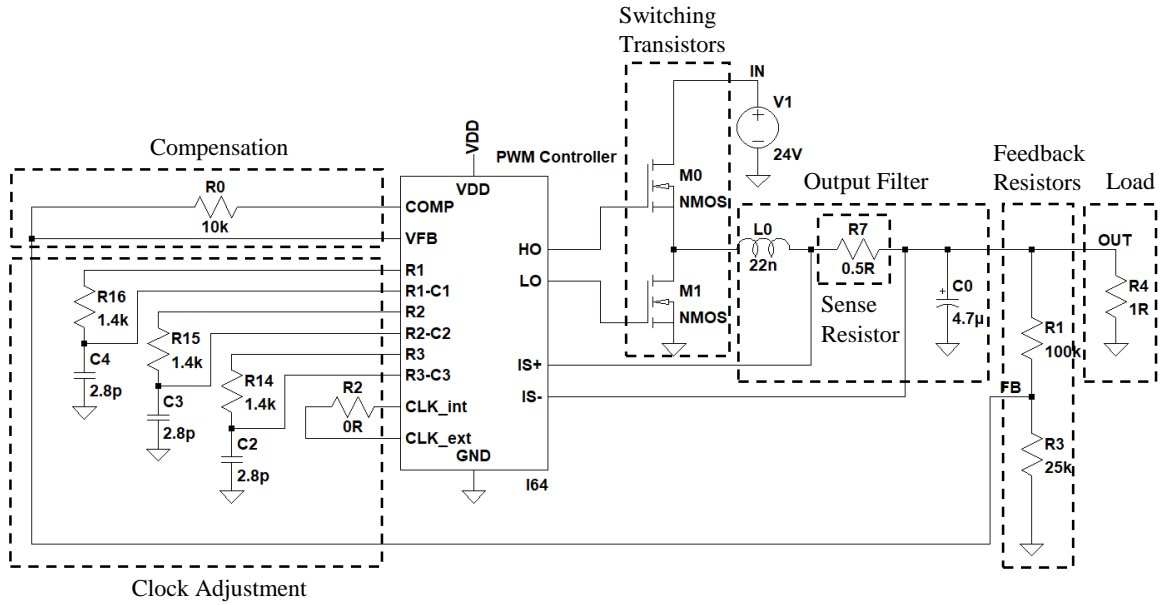 Switching
Transistors
IN
V1
24V
Compensation
VDD
PWM Controller
Feedback
Resistors
Load
R0
10k
VDD
COMP
VFB
M0
NMOS
Output Filter
HO
LO
L0
22n
R7
0.5R
OUT
R1
R1-C1
R2
R2-C2
R3
R3-C3
CLK_int
CLK_ext
GND
IS+
IS-
I64
R16
1.4k
R15
1.4k
R14
1.4k
C4
2.8p
C3
2.8p
C2
2.8p
R2
0R
M1
NMOS
Sense
Resistor
+
C0
4.7µ
R4
1R
R1
100k
FB
R3
25k
Clock Adjustment